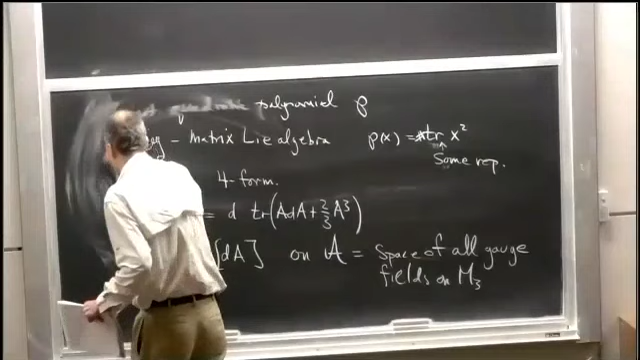 polynomial p
- matrix Lie algebra p(x) = tr x²
↑
Some rep.
4-form.
= d tr(AdA + 2/3 A³)
[dA] on 𝒜 = Space of all gauge
fields on M₃